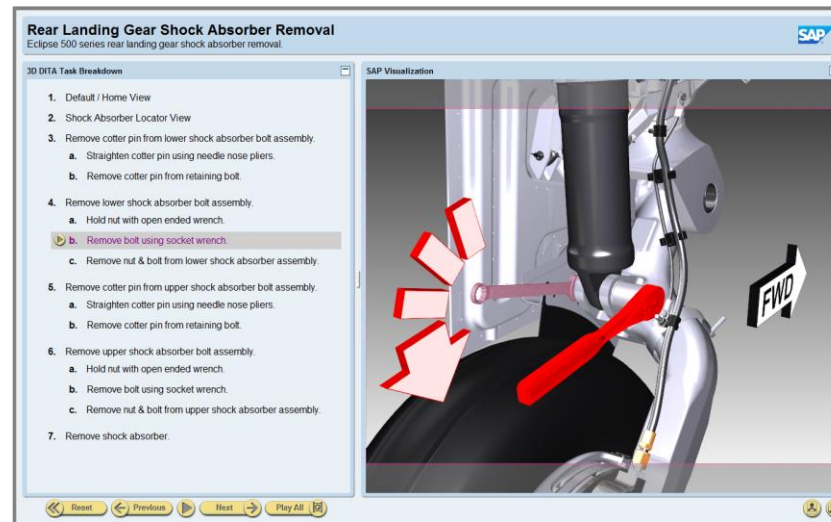 Rear Landing Gear Shock Absorber Removal
Eclipse 500 series rear landing gear shock absorber removal.
SAP
3D DITA Task Breakdown
1. Default / Home View
2. Shock Absorber Locator View
3. Remove cotter pin from lower shock absorber bolt assembly.
a. Straighten cotter pin using needle nose pliers.
b. Remove cotter pin from retaining bolt.
4. Remove lower shock absorber bolt assembly.
a. Hold nut with open ended wrench.
b. Remove bolt using socket wrench.
c. Remove nut & bolt from lower shock absorber assembly.
5. Remove cotter pin from upper shock absorber bolt assembly.
a. Straighten cotter pin using needle nose pliers.
b. Remove cotter pin from retaining bolt.
6. Remove upper shock absorber bolt assembly.
a. Hold nut with open ended wrench.
b. Remove bolt using socket wrench.
c. Remove nut & bolt from upper shock absorber assembly.
7. Remove shock absorber.
SAP Visualization
FWD
Reset Previous Next Play All